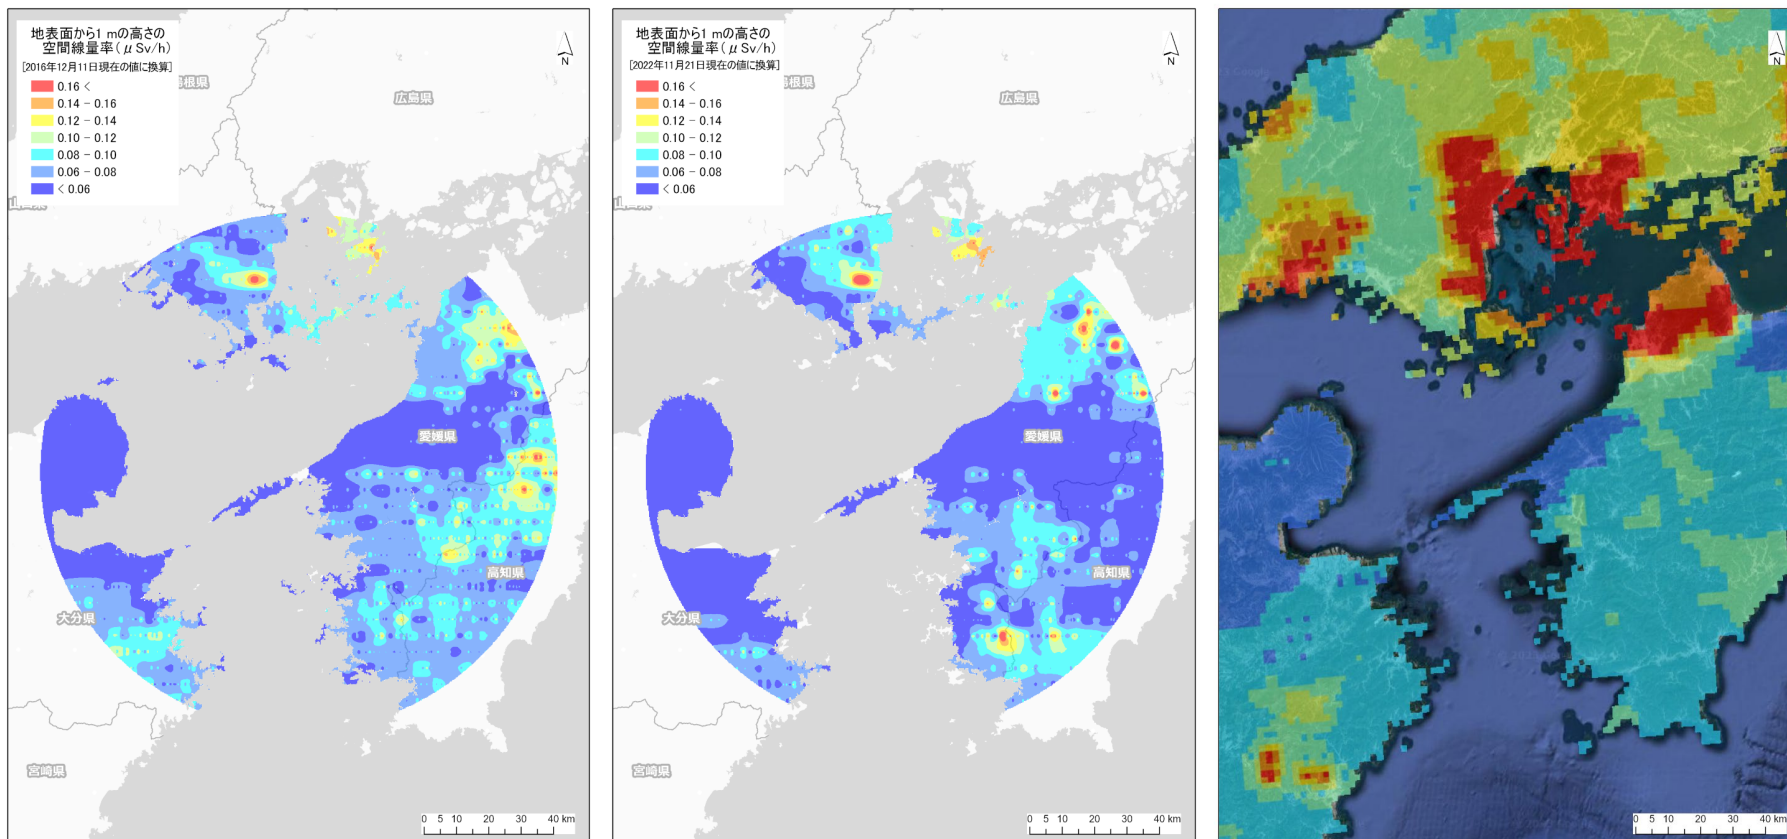 地表面から1 mの高さの
空間線量率(μSv/h)
[2016年12月11日現在の値に換算]
0.16 <
0.14 − 0.16
0.12 − 0.14
0.10 − 0.12
0.08 − 0.10
0.06 − 0.08
< 0.06
N
島根県
広島県
愛媛県
高知県
大分県
宮崎県
0 5 10 20 30 40 km
地表面から1 mの高さの
空間線量率(μSv/h)
[2022年11月21日現在の値に換算]
0.16 <
0.14 − 0.16
0.12 − 0.14
0.10 − 0.12
0.08 − 0.10
0.06 − 0.08
< 0.06
N
島根県
広島県
愛媛県
高知県
大分県
宮崎県
0 5 10 20 30 40 km
N
0 5 10 20 30 40 km